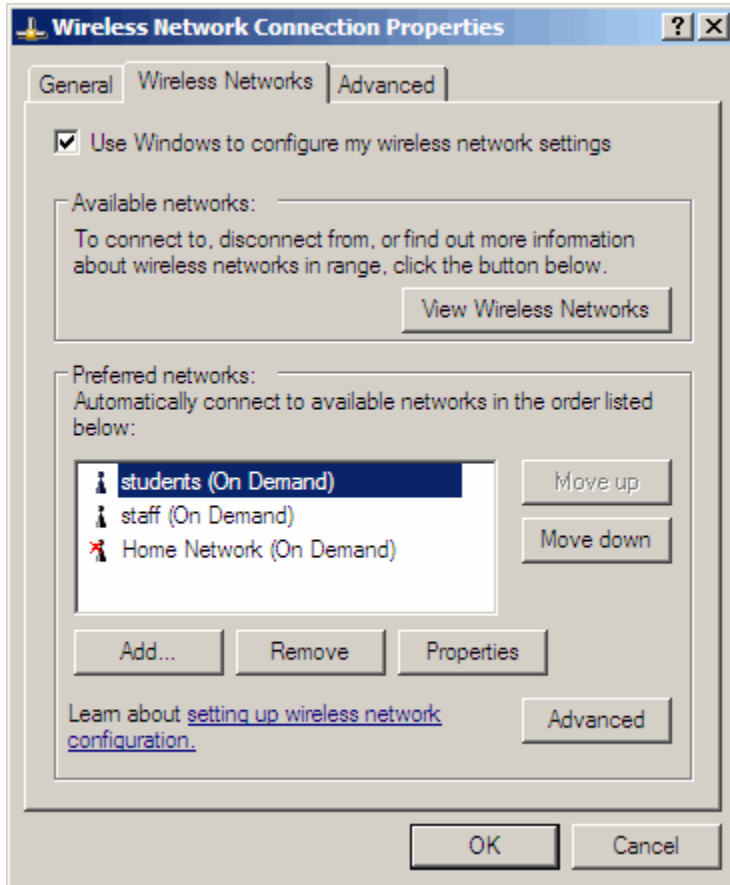 Wireless Network Connection Properties
General
Wireless Networks
Advanced
Use Windows to configure my wireless network settings
Available networks:
To connect to, disconnect from, or find out more information
about wireless networks in range, click the button below.
View Wireless Networks
Preferred networks:
Automatically connect to available networks in the order listed
below:
students (On Demand)
staff (On Demand)
Home Network (On Demand)
Move up
Move down
Add...
Remove
Properties
Learn about setting up wireless network
configuration.
Advanced
OK
Cancel